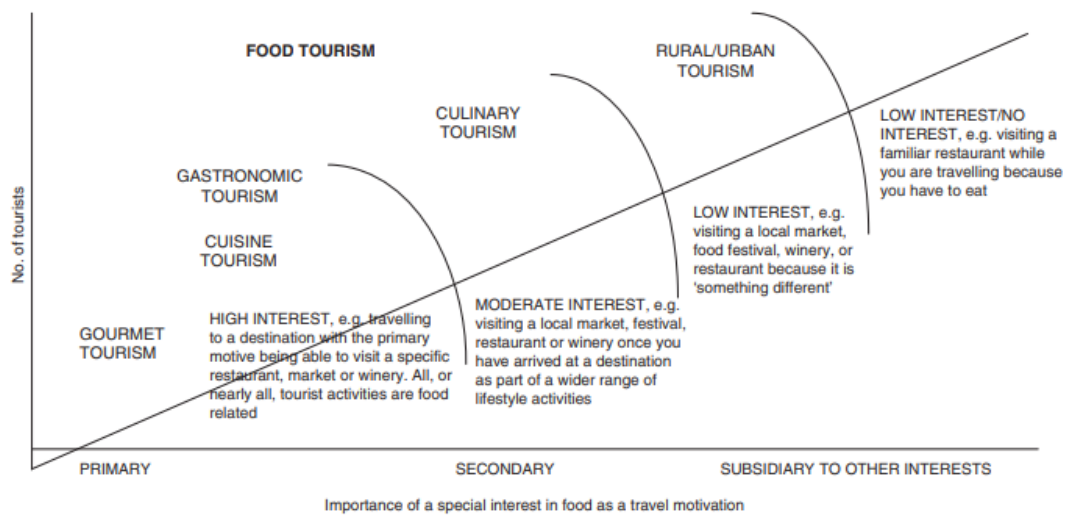 FOOD TOURISM
RURAL/URBAN
TOURISM
CULINARY
TOURISM
LOW INTEREST/NO
INTEREST, e.g. visiting a
familiar restaurant while
you are travelling because
you have to eat
GASTRONOMIC
TOURISM
LOW INTEREST, e.g.
visiting a local market,
food festival, winery, or
restaurant because it is
‘something different’
CUISINE
TOURISM
No. of tourists
MODERATE INTEREST, e.g.
visiting a local market, festival,
restaurant or winery once you
have arrived at a destination
as part of a wider range of
lifestyle activities
HIGH INTEREST, e.g. travelling
to a destination with the primary
motive being able to visit a specific
restaurant, market or winery. All, or
nearly all, tourist activities are food
related
GOURMET
TOURISM
PRIMARY
SECONDARY
SUBSIDIARY TO OTHER INTERESTS
Importance of a special interest in food as a travel motivation